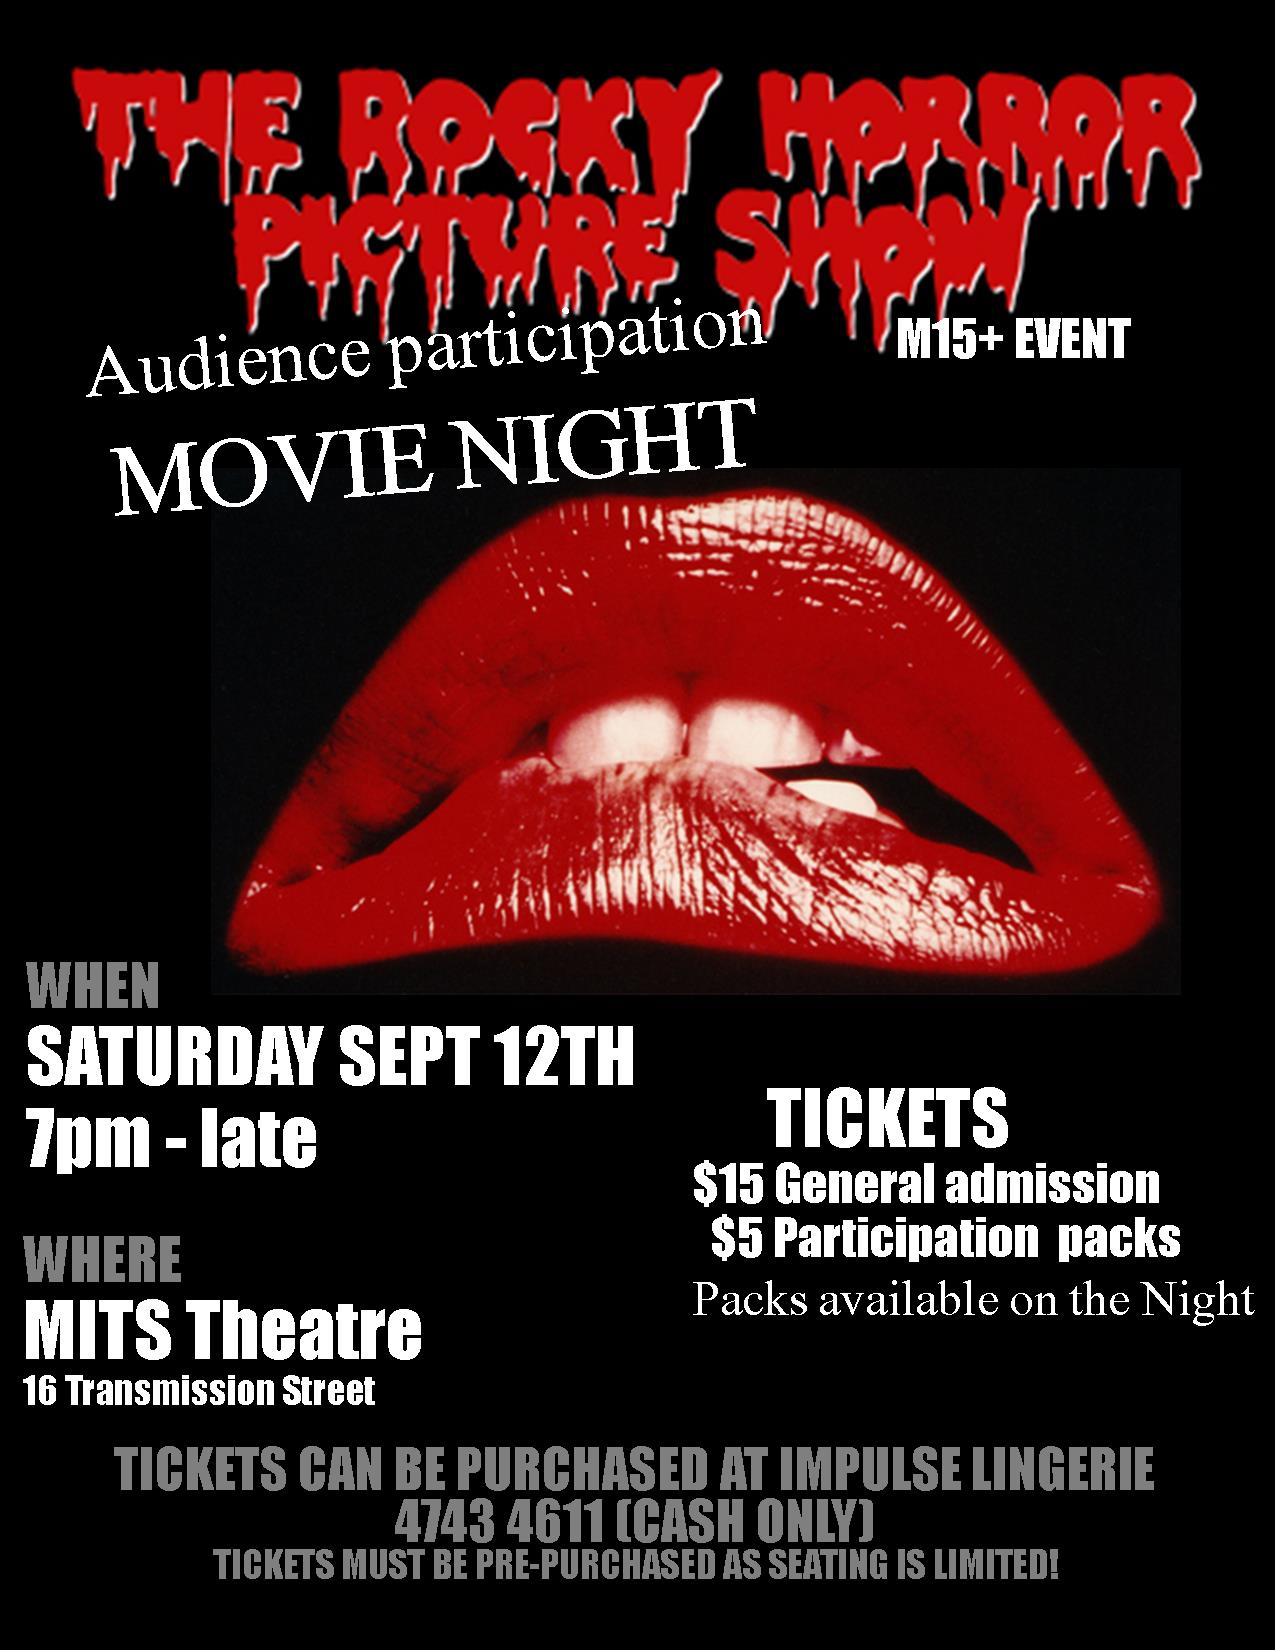 THE ROCKY HORROR
PICTURE SHOW
Audience participation
M15+ EVENT
MOVIE NIGHT
WHEN
SATURDAY SEPT 12TH
7pm - late
WHERE
MITS Theatre
16 Transmission Street
TICKETS
$15 General admission
$5 Participation packs
Packs available on the Night
TICKETS CAN BE PURCHASED AT IMPULSE LINGERIE
4743 4611 (CASH ONLY)
TICKETS MUST BE PRE-PURCHASED AS SEATING IS LIMITED!